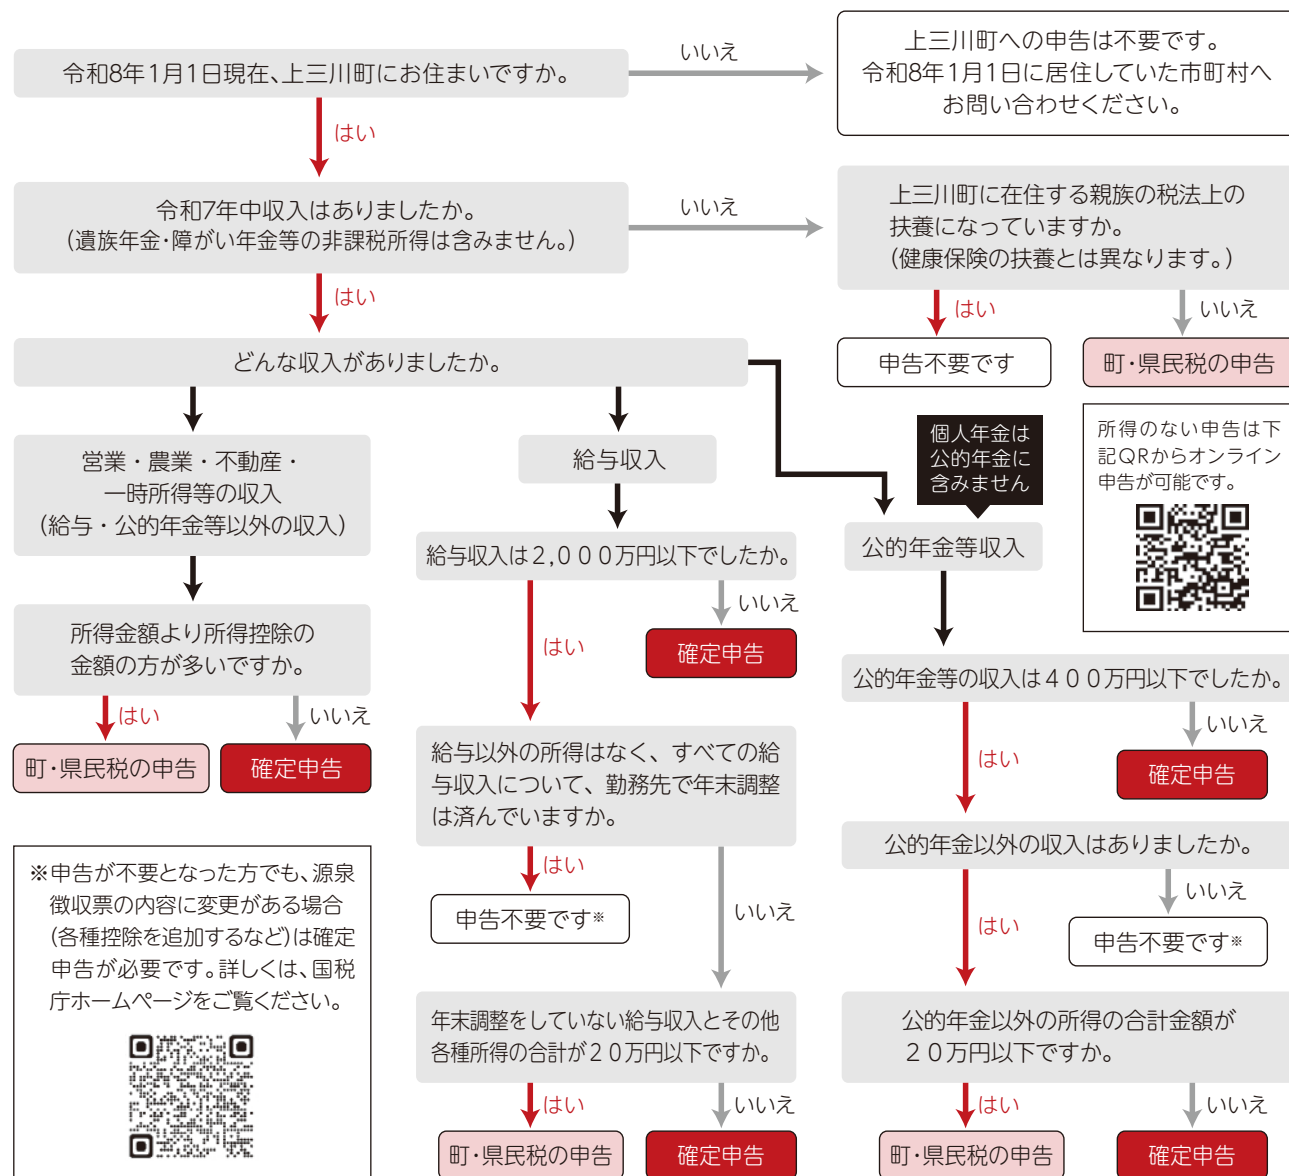 令和8年1月1日現在、上三川町にお住まいですか。
いいえ
上三川町への申告は不要です。
令和8年1月1日に居住していた市町村へ
お問い合わせください。
はい
令和7年中収入はありましたか。
(遺族年金・障がい年金等の非課税所得は含みません。)
いいえ
上三川町に在住する親族の税法上の
扶養になっていますか。
(健康保険の扶養とは異なります。)
はい
はい
いいえ
申告不要です
町・県民税の申告
所得のない申告は下
記QRからオンライン
申告が可能です。
どんな収入がありましたか。
営業・農業・不動産・
一時所得等の収入
(給与・公的年金等以外の収入)
所得金額より所得控除の
金額の方が多いですか。
はい
いいえ
町・県民税の申告
確定申告
給与収入
給与収入は2,000万円以下でしたか。
はい
いいえ
確定申告
給与以外の所得はなく、すべての給
与収入について、勤務先で年末調整
は済んでいますか。
はい
いいえ
申告不要です※
年末調整をしていない給与収入とその他
各種所得の合計が20万円以下ですか。
はい
いいえ
町・県民税の申告
確定申告
個人年金は
公的年金に
含みません
公的年金等収入
公的年金等の収入は400万円以下でしたか。
はい
いいえ
確定申告
公的年金以外の収入はありましたか。
はい
いいえ
申告不要です※
公的年金以外の所得の合計金額が
20万円以下ですか。
はい
いいえ
町・県民税の申告
確定申告
※申告が不要となった方でも、源泉
徴収票の内容に変更がある場合
(各種控除を追加するなど)は確定
申告が必要です。詳しくは、国税
庁ホームページをご覧ください。